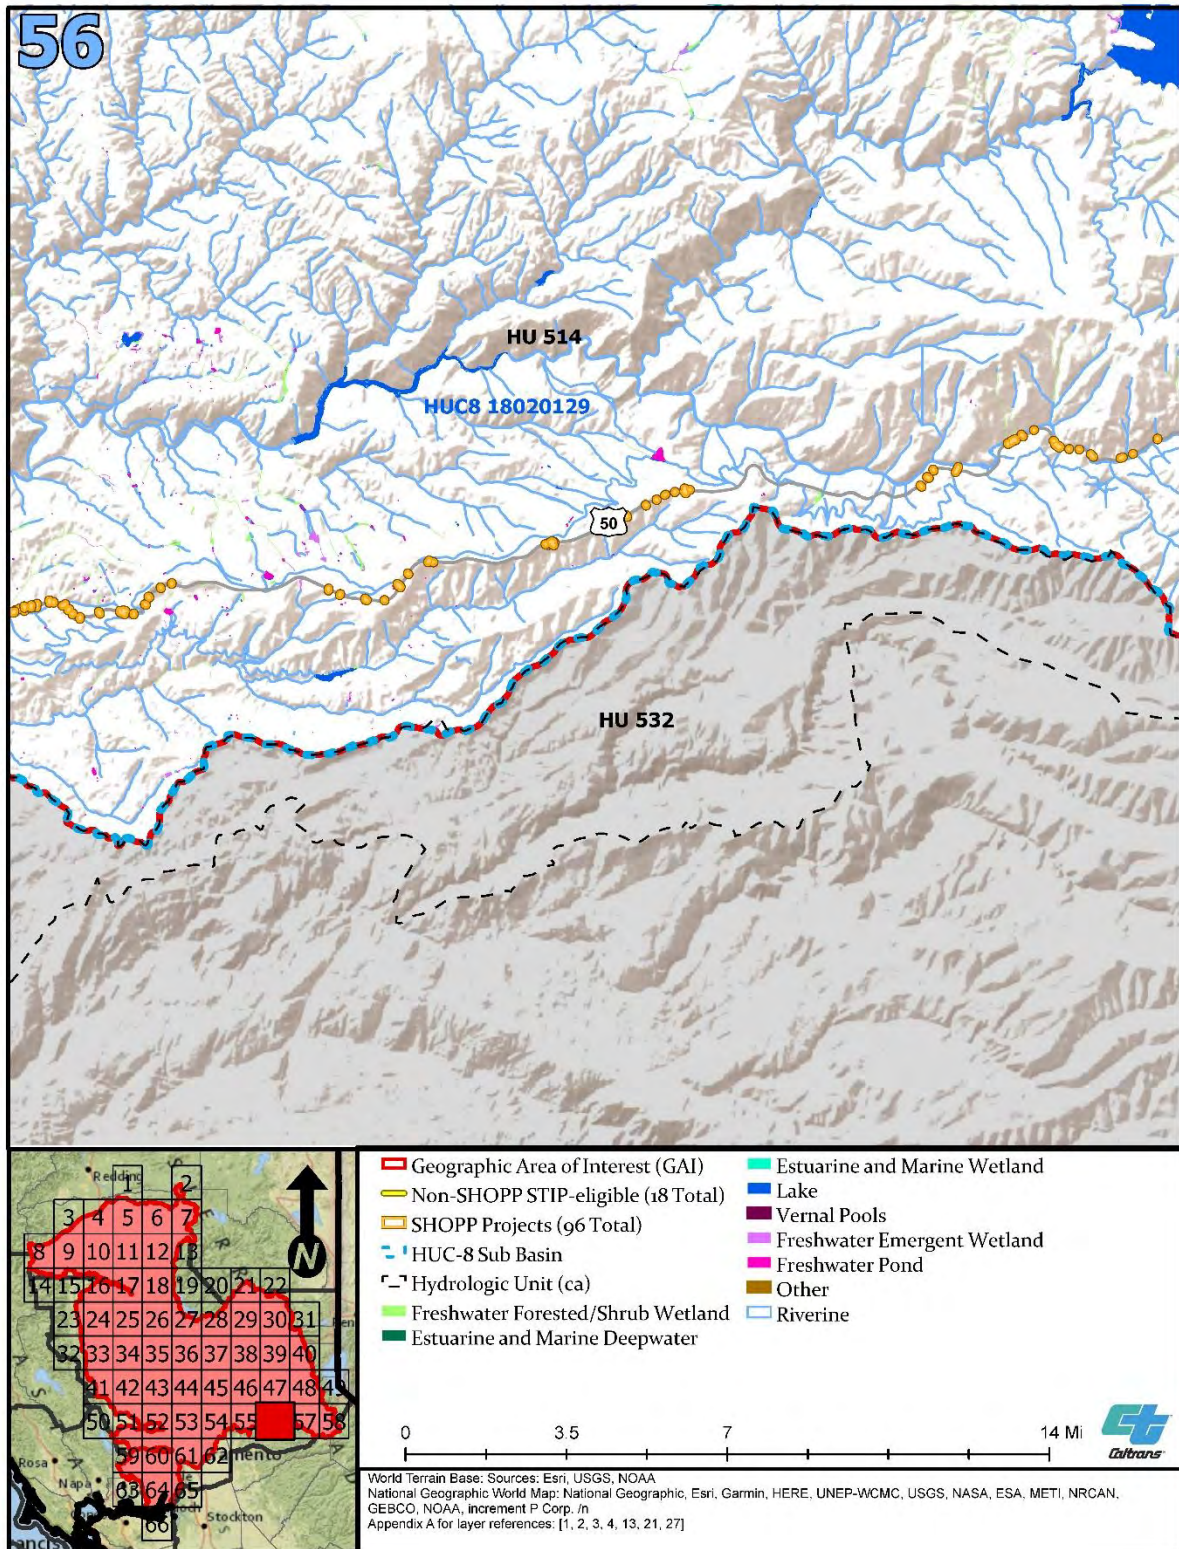 56
HU 514
HUC8 18020129
50
HU 532
Redding
1 2
3 4 5 6 7
8 9 10 11 12 13
14 15 16 17 18 19 20 21 22
23 24 25 26 27 28 29 30 31
32 33 34 35 36 37 38 39 40
41 42 43 44 45 46 47 48 49
50 51 52 53 54 55 57 58
59 60 61 62
63 64 65
66
Rosa
Napa
Stockton
N
Geographic Area of Interest (GAI)
Non-SHOPP STIP-eligible (18 Total)
SHOPP Projects (96 Total)
HUC-8 Sub Basin
Hydrologic Unit (ca)
Freshwater Forested/Shrub Wetland
Estuarine and Marine Deepwater
Estuarine and Marine Wetland
Lake
Vernal Pools
Freshwater Emergent Wetland
Freshwater Pond
Other
Riverine
0 3.5 7 14 Mi
Caltrans
World Terrain Base: Sources: Esri, USGS, NOAA
National Geographic World Map: National Geographic, Esri, Garmin, HERE, UNEP-WCMC, USGS, NASA, ESA, METI, NRCAN,
GEBCO, NOAA, increment P Corp. /n
Appendix A for layer references: [1, 2, 3, 4, 13, 21, 27]